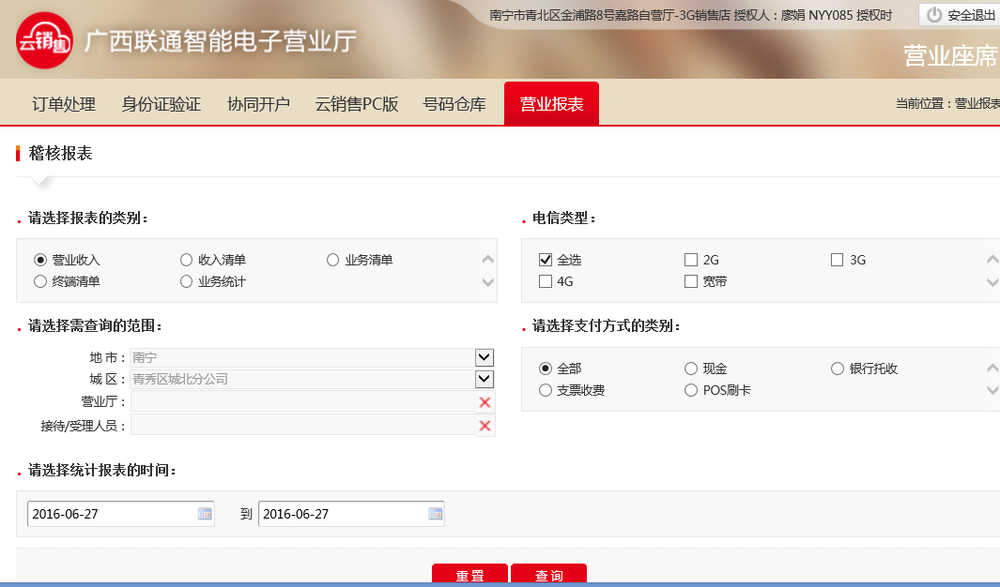 南宁市青北区金浦路8号嘉路自营厅-3G销售店 授权人：廖娟 NYY085 授权时
安全退出
云销售
广西联通智能电子营业厅
营业座席
订单处理 身份证验证 协同开户 云销售PC版 号码仓库 营业报表
当前位置：营业报表
稽核报表
请选择报表的类别：
营业收入 收入清单 业务清单
终端清单 业务统计
电信类型：
全选 2G 3G
4G 宽带
请选择需查询的范围：
地 市： 南宁
城 区： 青秀区城北分公司
营业厅：
接待/受理人员：
请选择支付方式的类别：
全部 现金 银行托收
支票收费 POS刷卡
请选择统计报表的时间：
2016-06-27 到 2016-06-27
重 置 查 询